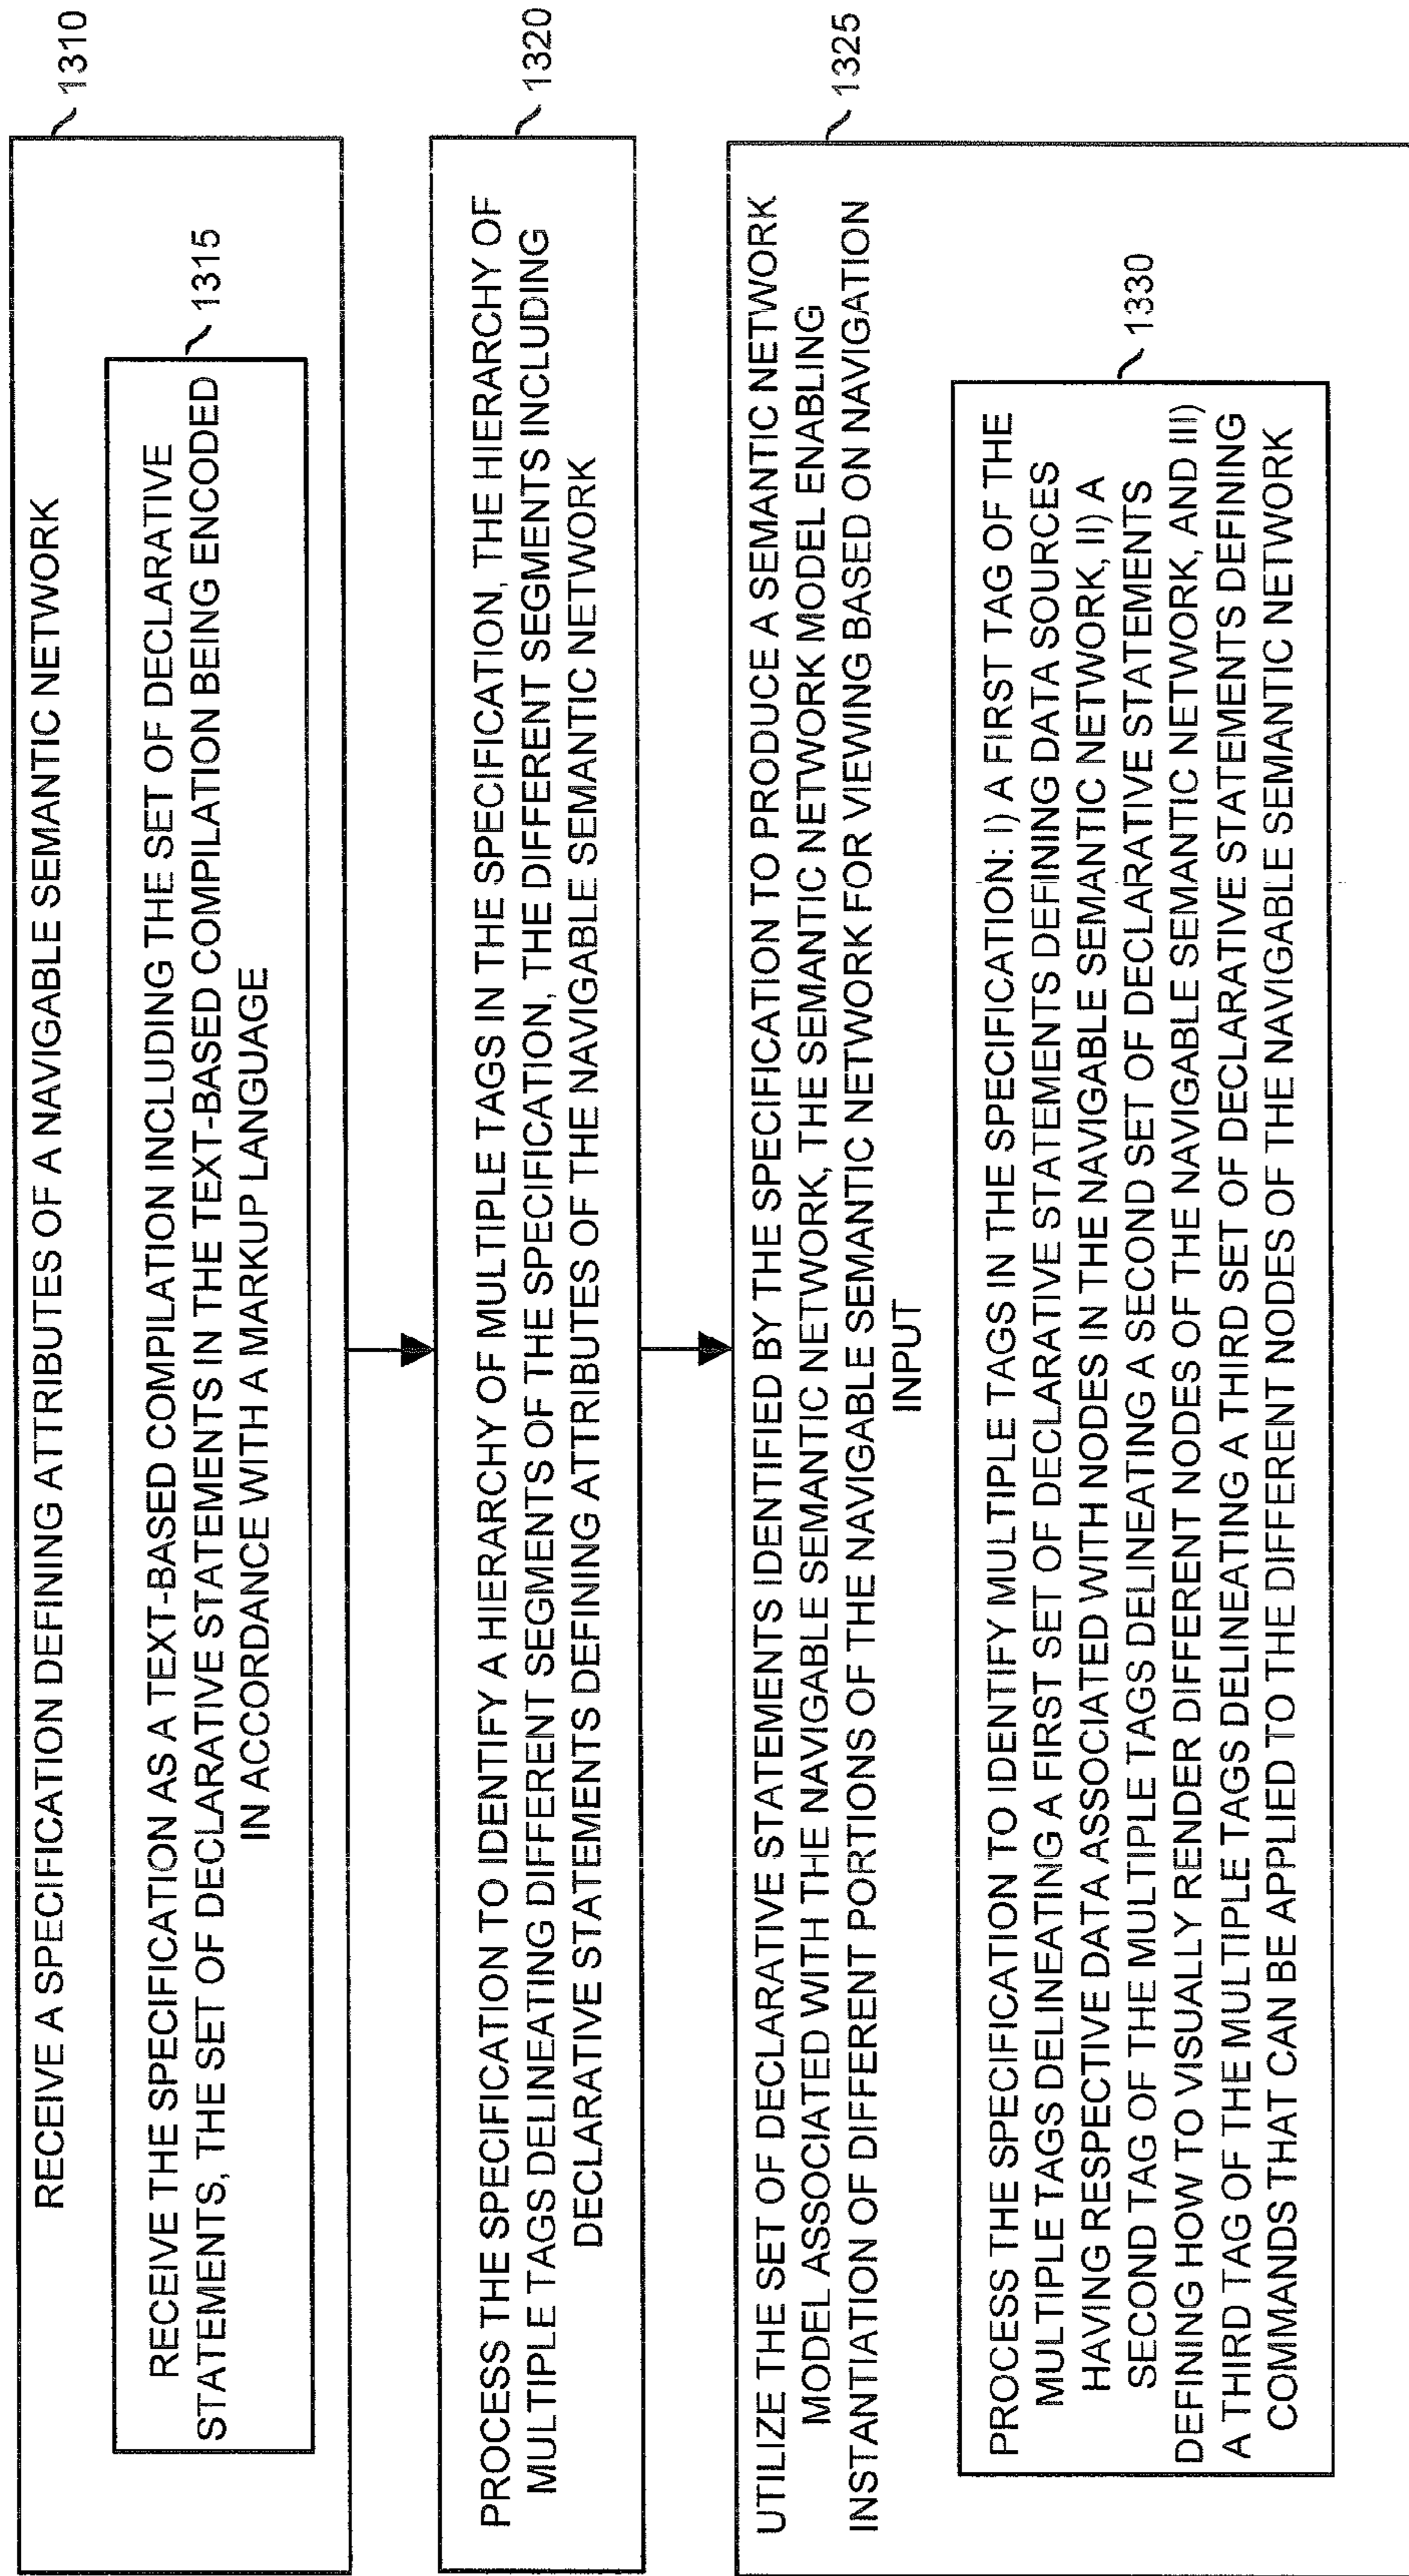 RECEIVE A SPECIFICATION DEFINING ATTRIBUTES OF A NAVIGABLE SEMANTIC NETWORK
1310
RECEIVE THE SPECIFICATION AS A TEXT-BASED COMPILATION INCLUDING THE SET OF DECLARATIVE
STATEMENTS, THE SET OF DECLARATIVE STATEMENTS IN THE TEXT-BASED COMPILATION BEING ENCODED
IN ACCORDANCE WITH A MARKUP LANGUAGE
1315
PROCESS THE SPECIFICATION TO IDENTIFY A HIERARCHY OF MULTIPLE TAGS IN THE SPECIFICATION, THE HIERARCHY OF
MULTIPLE TAGS DELINEATING DIFFERENT SEGMENTS OF THE SPECIFICATION, THE DIFFERENT SEGMENTS INCLUDING
DECLARATIVE STATEMENTS DEFINING ATTRIBUTES OF THE NAVIGABLE SEMANTIC NETWORK
1320
UTILIZE THE SET OF DECLARATIVE STATEMENTS IDENTIFIED BY THE SPECIFICATION TO PRODUCE A SEMANTIC NETWORK
MODEL ASSOCIATED WITH THE NAVIGABLE SEMANTIC NETWORK, THE SEMANTIC NETWORK MODEL ENABLING
INSTANTIATION OF DIFFERENT PORTIONS OF THE NAVIGABLE SEMANTIC NETWORK FOR VIEWING BASED ON NAVIGATION
INPUT
1325
PROCESS THE SPECIFICATION TO IDENTIFY MULTIPLE TAGS IN THE SPECIFICATION: I) A FIRST TAG OF THE
MULTIPLE TAGS DELINEATING A FIRST SET OF DECLARATIVE STATEMENTS DEFINING DATA SOURCES
HAVING RESPECTIVE DATA ASSOCIATED WITH NODES IN THE NAVIGABLE SEMANTIC NETWORK, II) A
SECOND TAG OF THE MULTIPLE TAGS DELINEATING A SECOND SET OF DECLARATIVE STATEMENTS
DEFINING HOW TO VISUALLY RENDER DIFFERENT NODES OF THE NAVIGABLE SEMANTIC NETWORK, AND III)
A THIRD TAG OF THE MULTIPLE TAGS DELINEATING A THIRD SET OF DECLARATIVE STATEMENTS DEFINING
COMMANDS THAT CAN BE APPLIED TO THE DIFFERENT NODES OF THE NAVIGABLE SEMANTIC NETWORK
1330